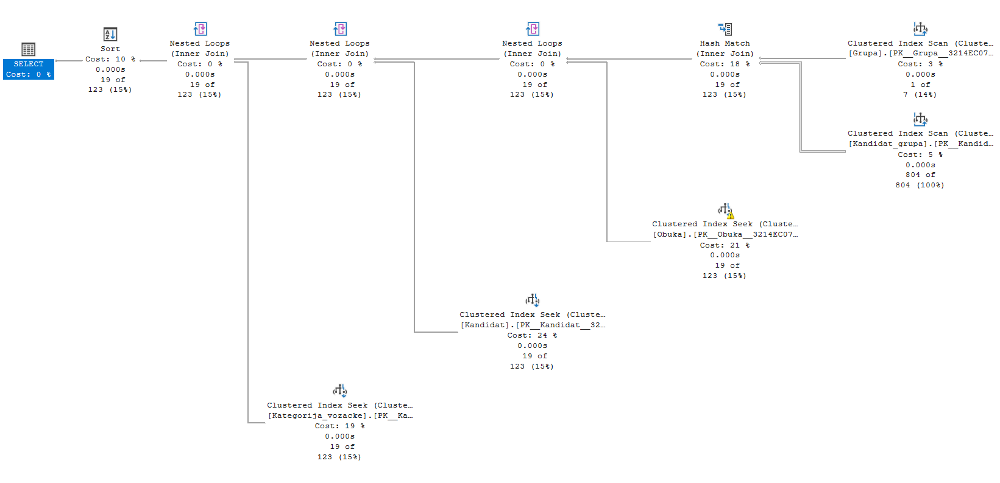 SELECT
Cost: 0 %
Sort
Cost: 10 %
0.000s
19 of
123 (15%)
Nested Loops
(Inner Join)
Cost: 0 %
0.000s
19 of
123 (15%)
Nested Loops
(Inner Join)
Cost: 0 %
0.000s
19 of
123 (15%)
Nested Loops
(Inner Join)
Cost: 0 %
0.000s
19 of
123 (15%)
Hash Match
(Inner Join)
Cost: 18 %
0.000s
19 of
123 (15%)
Clustered Index Scan (Cluste…
[Grupa].[PK__Grupa__3214EC07…
Cost: 3 %
0.000s
1 of
7 (14%)
Clustered Index Scan (Cluste…
[Kandidat_grupa].[PK__Kandid…
Cost: 5 %
0.000s
804 of
804 (100%)
Clustered Index Seek (Cluste…
[Obuka].[PK__Obuka__3214EC07…
Cost: 21 %
0.000s
19 of
123 (15%)
Clustered Index Seek (Cluste…
[Kandidat].[PK__Kandidat__32…
Cost: 24 %
0.000s
19 of
123 (15%)
Clustered Index Seek (Cluste…
[Kategorija_vozacke].[PK__Ka…
Cost: 19 %
0.000s
19 of
123 (15%)